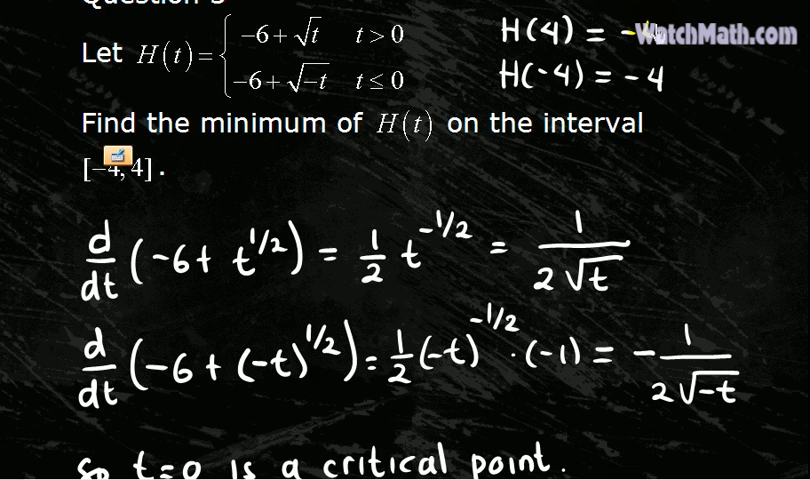 Question 3
Let H(t) = { -6+√t t > 0
-6+√-t t ≤ 0
H(4) = -
H(-4) = -4
WatchMath.com
Find the minimum of H(t) on the interval
[-4, 4].
d/dt (-6+ t^1/2) = 1/2 t^-1/2 = 1/(2√t)
d/dt (-6 + (-t)^1/2) = 1/2 (-t)^-1/2 · (-1) = - 1/(2√-t)
So t=0 is a critical point.